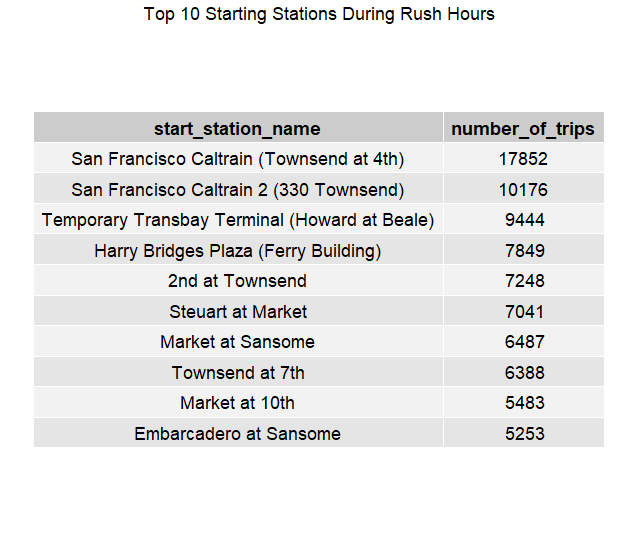 Top 10 Starting Stations During Rush Hours
start_station_name number_of_trips
San Francisco Caltrain (Townsend at 4th) 17852
San Francisco Caltrain 2 (330 Townsend) 10176
Temporary Transbay Terminal (Howard at Beale) 9444
Harry Bridges Plaza (Ferry Building) 7849
2nd at Townsend 7248
Steuart at Market 7041
Market at Sansome 6487
Townsend at 7th 6388
Market at 10th 5483
Embarcadero at Sansome 5253